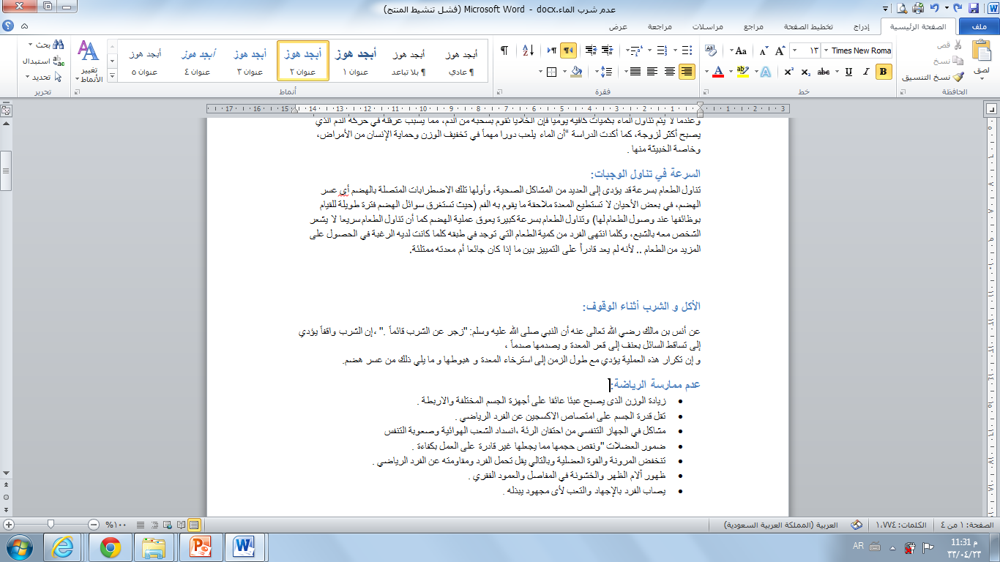 عدم شرب الماء.docx - Microsoft Word (فشل تنشيط المنتج)
ملف الصفحة الرئيسية إدراج تخطيط الصفحة مراجع مراسلات مراجعة عرض
لصق
قص
نسخ
نسخ التنسيق
الحافظة
Times New Roma ١٣
خط
فقرة
أبجد هوز أبجد هوز أبجد هوز أبجد هوز أبجد هوز أبجد هوز أبجد هوز
¶ عادي ¶ بلا تباعد عنوان ١ عنوان ٢ عنوان ٣ عنوان ٤ عنوان ٥
أنماط
تغيير الأنماط
بحث
استبدال
تحديد
تحرير
وعندما لا يتم تناول الماء بكميات كافية يوميا فإن الخلايا تقوم بسحبه من الدم، مما يسبب عرقلة في حركة الدم الذي
يصبح أكثر لزوجة، كما أكدت الدراسة "أن الماء يلعب دورا مهماً في تخفيف الوزن وحماية الإنسان من الأمراض،
وخاصة الخبيثة منها .
السرعة في تناول الوجبات:
تناول الطعام بسرعة قد يؤدى إلى العديد من المشاكل الصحية، وأولها تلك الاضطرابات المتصلة بالهضم أي عسر
الهضم، في بعض الأحيان لا تستطيع المعدة ملاحقة ما يقوم به الفم (حيث تستغرق سوائل الهضم فترة طويلة للقيام
بوظائفها عند وصول الطعام لها) وتناول الطعام بسرعة كبيرة يعوق عملية الهضم كما أن تناول الطعام سريعا لا يشعر
الشخص معه بالشبع، وكلما انتهى الفرد من كمية الطعام التي توجد في طبقه كلما كانت لديه الرغبة في الحصول على
المزيد من الطعام .. لأنه لم يعد قادراً على التمييز بين ما إذا كان جائعا أم معدته ممتلئة.
الأكل و الشرب أثناء الوقوف:
عن أنس بن مالك رضي الله تعالى عنه أن النبي صلى الله عليه وسلم: "زجر عن الشرب قائماً ." ،إن الشرب واقفاً يؤدي
إلى تساقط السائل بعنف إلى قعر المعدة و يصدمها صدماً ،
و إن تكرار هذه العملية يؤدي مع طول الزمن إلى استرخاء المعدة و هبوطها و ما يلي ذلك من عسر هضم.
عدم ممارسة الرياضة:
• زيادة الوزن الذى يصبح عبئا عائقا على أجهزة الجسم المختلفة والاربطة .
• تقل قدرة الجسم على امتصاص الاكسجين عن الفرد الرياضي .
• مشاكل في الجهاز التنفسي من احتقان الرئة ،انسداد الشعب الهوائية وصعوبة التنفس
• ضمور العضلات "ونقص حجمها مما يجعلها غير قادرة على العمل بكفاءة .
• تنخفض المرونة والقوة العضلية وبالتالي يقل تحمل الفرد ومقاومته عن الفرد الرياضي .
• ظهور آلام الظهر والخشونة في المفاصل والعمود الفقري .
• يصاب الفرد بالإجهاد والتعب لأى مجهود يبذله .
الصفحة: ١ من ٤ الكلمات: ١،٧٧٤ العربية (المملكة العربية السعودية) ١٠٠%
AR
11:31 م
٣٣/٠٤/٢٣